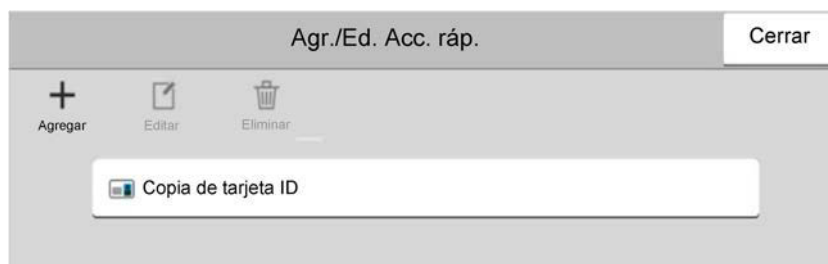 Agr./Ed. Acc. ráp.
Cerrar
Agregar
Editar
Eliminar
Copia de tarjeta ID